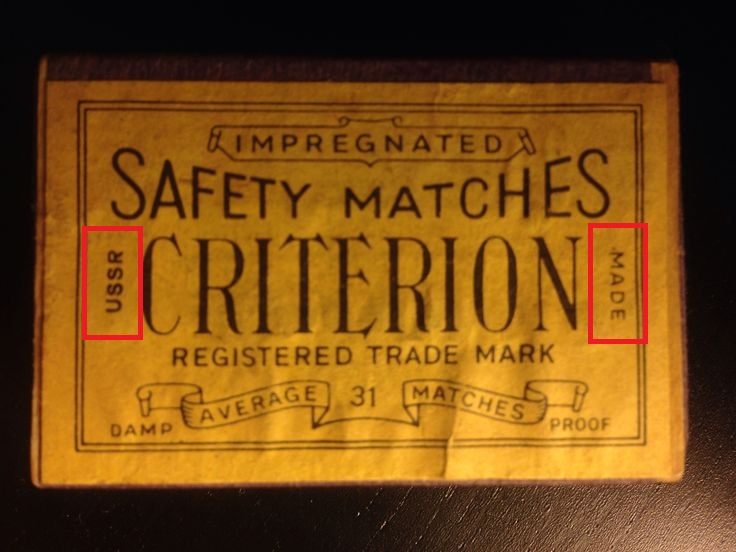 IMPREGNATED
SAFETY MATCHES
USSR
CRITERION
MADE
REGISTERED TRADE MARK
AVERAGE 31 MATCHES
DAMP PROOF